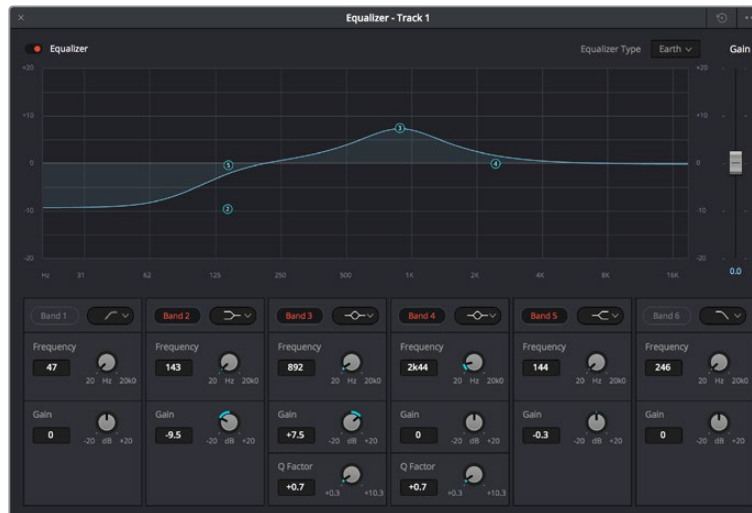 Equalizer - Track 1
Equalizer
Equalizer Type Earth Gain
+20 +20
+10 +10
0 0
-10 -10
-20 -20
Hz 31 62 125 250 500 1K 2K 4K 8K 16K
0.0
5 3 4
2
Band 1 Band 2 Band 3 Band 4 Band 5 Band 6
Frequency Frequency Frequency Frequency Frequency Frequency
47 143 892 2k44 144 246
20 Hz 20k0 20 Hz 20k0 20 Hz 20k0 20 Hz 20k0 20 Hz 20k0 20 Hz 20k0
Gain Gain Gain Gain Gain Gain
0 -9.5 +7.5 0 -0.3 0
-20 dB +20 -20 dB +20 -20 dB +20 -20 dB +20 -20 dB +20 -20 dB +20
Q Factor Q Factor
+0.7 +0.7
+0.3 +10.3 +0.3 +10.3